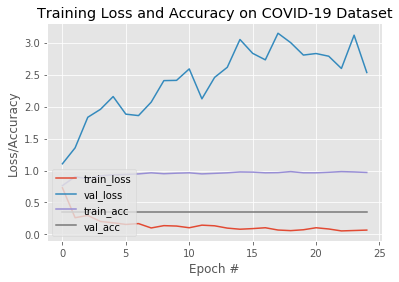 Training Loss and Accuracy on COVID-19 Dataset
Loss/Accuracy
3.0
2.5
2.0
1.5
1.0
0.5
0.0
train_loss
val_loss
train_acc
val_acc
0 5 10 15 20 25
Epoch #